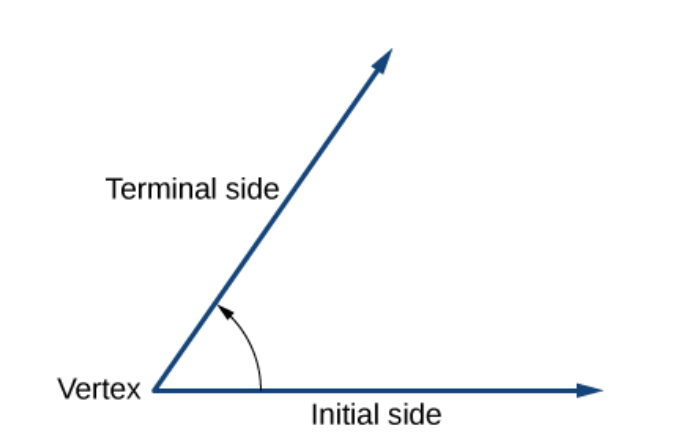 Terminal side
Vertex
Initial side